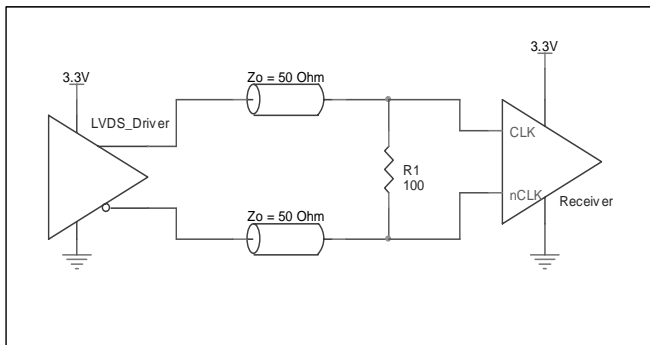 3.3V
LVDS_Driver
Zo = 50 Ohm
Zo = 50 Ohm
R1
100
3.3V
CLK
nCLK
Receiver